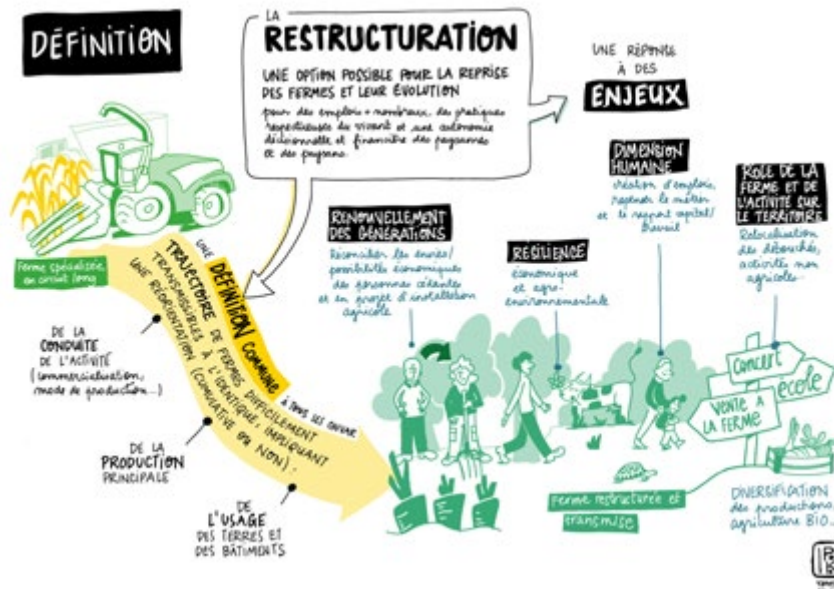 DÉFINITION
LA
RESTRUCTURATION
UNE OPTION POSSIBLE POUR LA REPRISE
DES FERMES ET LEUR ÉVOLUTION
pour des emplois + nombreux, des pratiques
respectueuses du vivant et une autonomie
décisionnelle et financière des paysannes
et des paysans
UNE RÉPONSE
À DES
ENJEUX
Ferme spécialisée,
en circuit long
UNE DÉFINITION COMMUNE
TRAJECTOIRE DE FERMES DIFFICILEMENT
TRANSMISSIBLES À L'IDENTIQUE, IMPLIQUANT
UNE RÉORIENTATION (CUMULATIVE OU NON) :
DE LA
CONDUITE
DE L'ACTIVITÉ
(commercialisation,
mode de production...)
DE LA
PRODUCTION
PRINCIPALE
DE
L'USAGE
DES TERRES ET
DES BÂTIMENTS
RENOUVELLEMENT
DES GÉNÉRATIONS
Réconcilier les envies/
possibilités économiques
des personnes cédantes
et en projet d'installation
agricole
RÉSILIENCE
économique
et agro-
environnementale
DIMENSION
HUMAINE
création d'emplois,
repenser le métier
et le rapport capital/
travail
RÔLE DE LA
FERME ET DE
L'ACTIVITÉ SUR
LE TERRITOIRE
Relocalisation
des débouchés,
activités non
agricoles...
concert
école
VENTE A
LA FERME
Ferme restructurée et
transmise
DIVERSIFICATION
des productions,
agriculture BIO...